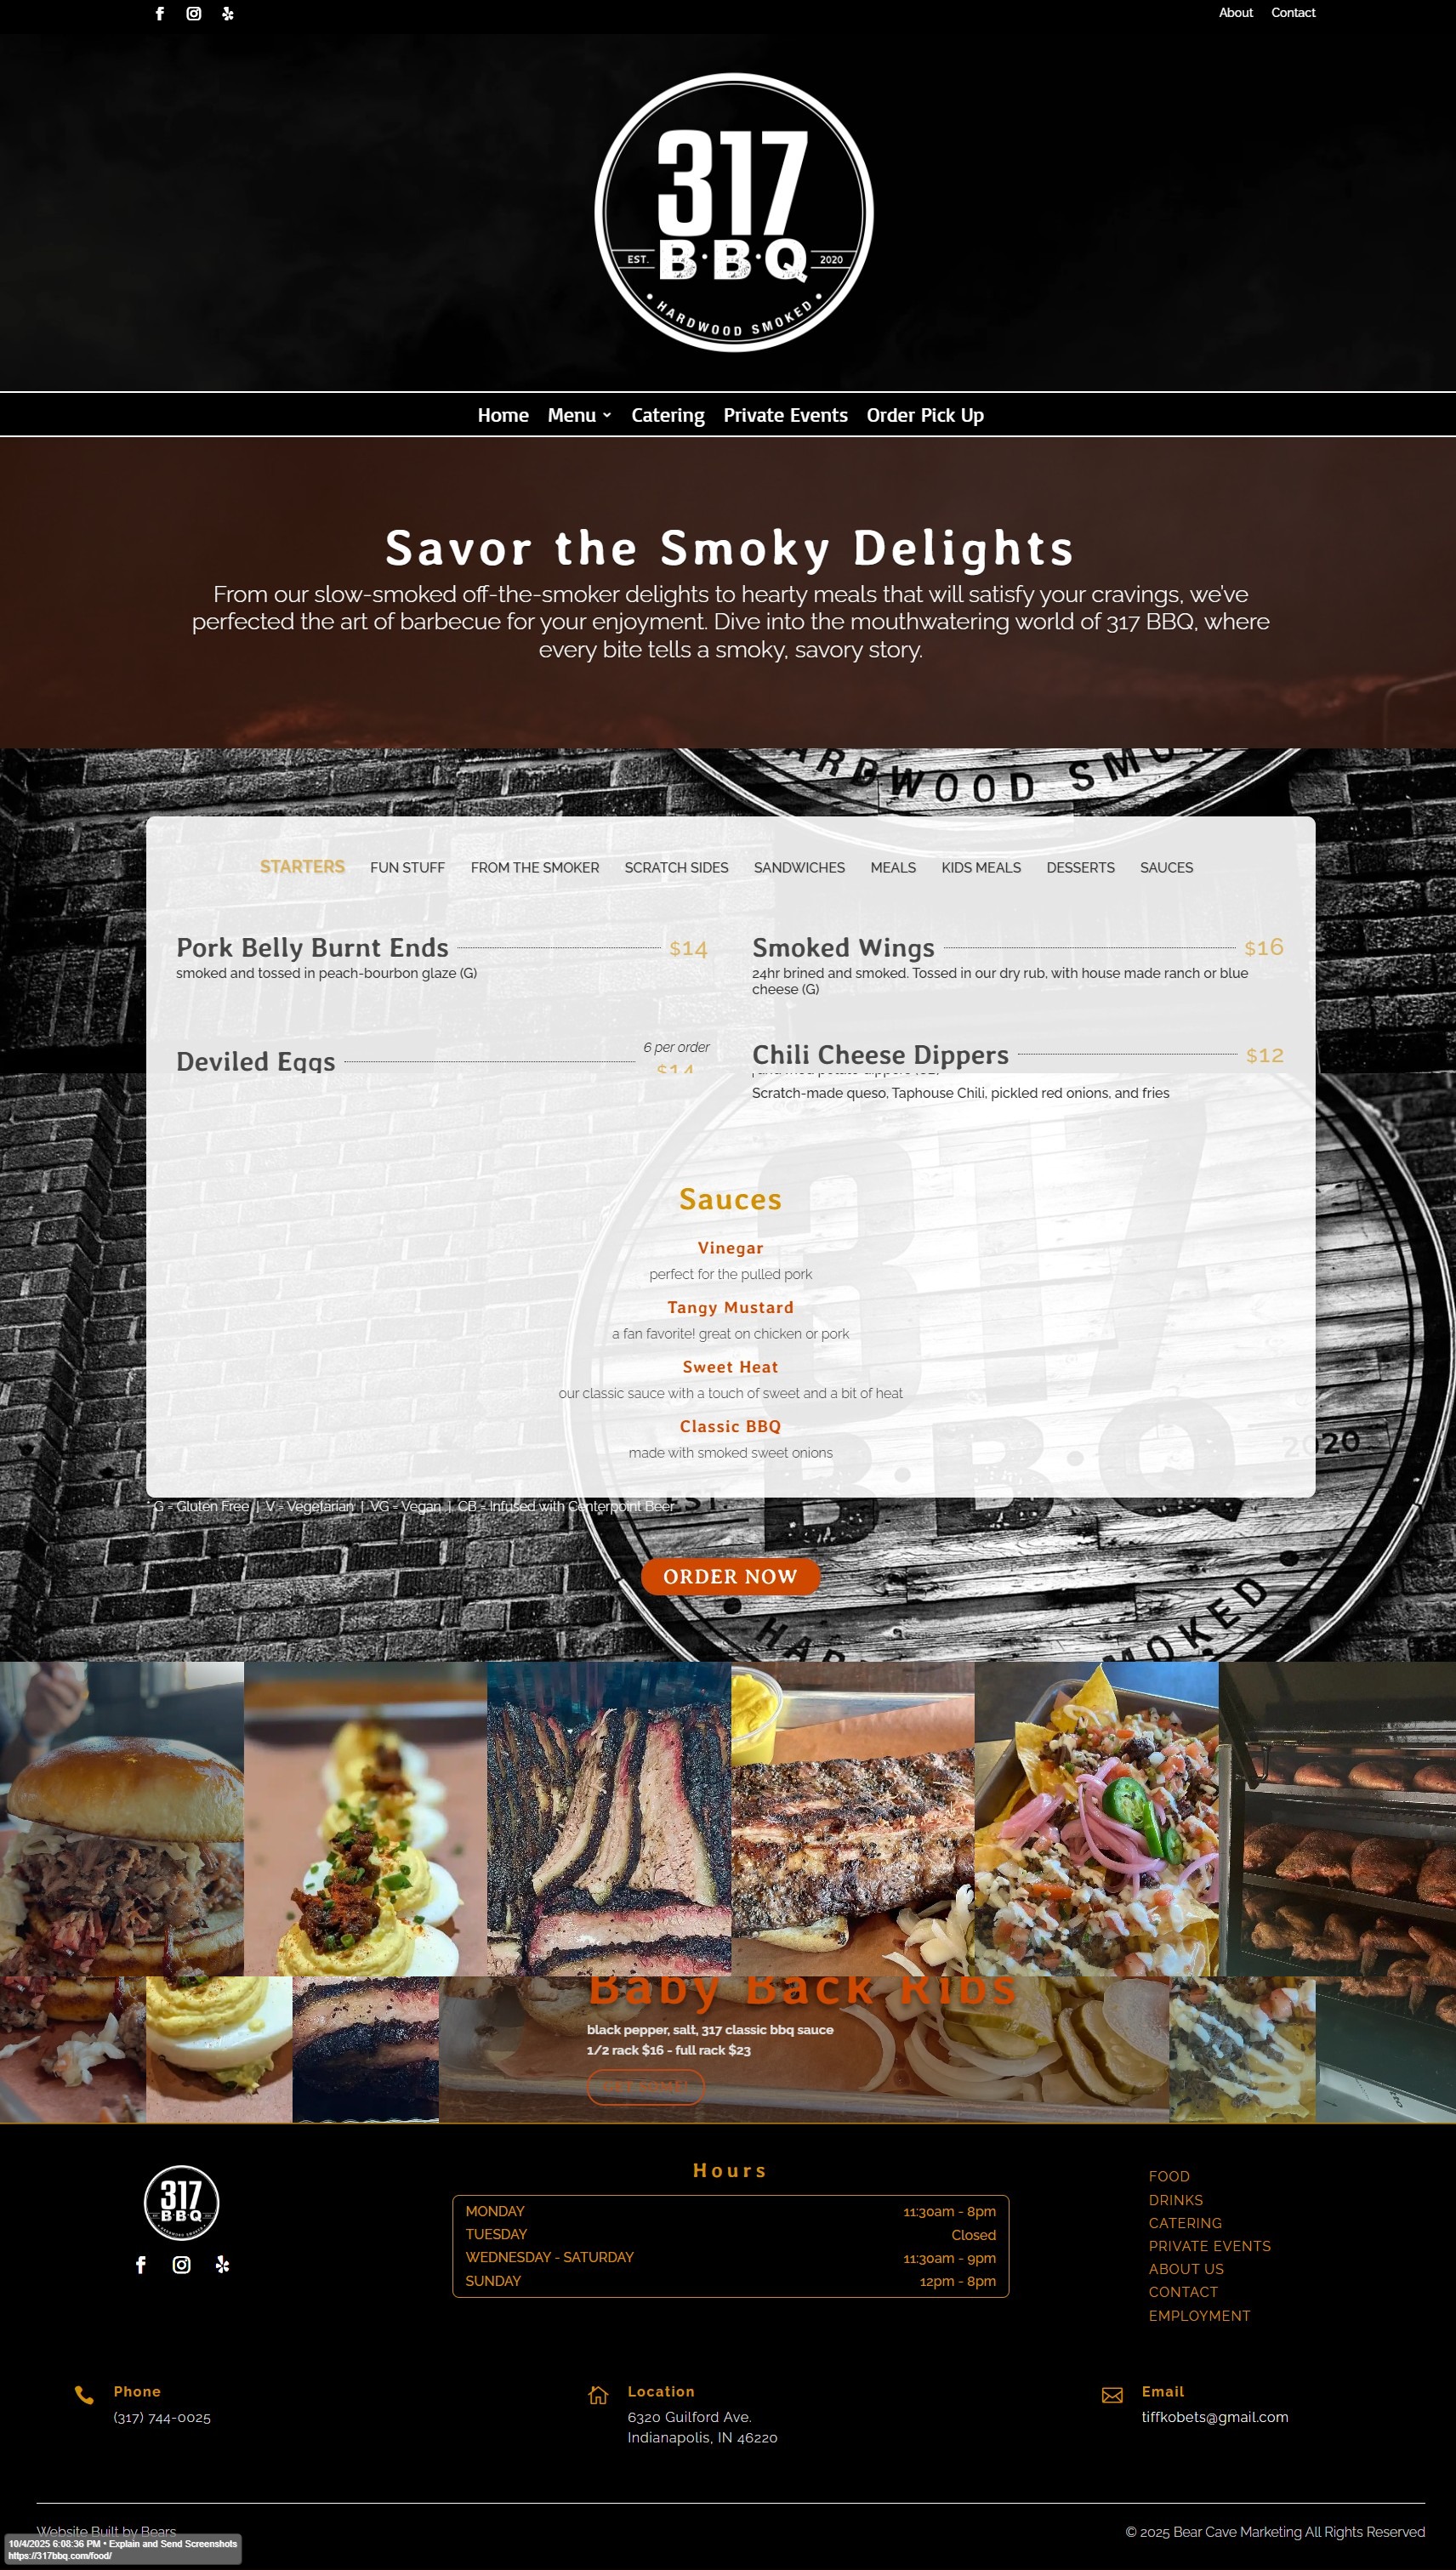 About Contact
317
EST. B·B·Q 2020
• HARDWOOD SMOKED •
Home Menu Catering Private Events Order Pick Up
Savor the Smoky Delights
From our slow-smoked off-the-smoker delights to hearty meals that will satisfy your cravings, we've
perfected the art of barbecue for your enjoyment. Dive into the mouthwatering world of 317 BBQ, where
every bite tells a smoky, savory story.
ARDWOOD SMO
STARTERS FUN STUFF FROM THE SMOKER SCRATCH SIDES SANDWICHES MEALS KIDS MEALS DESSERTS SAUCES
Pork Belly Burnt Ends $14
smoked and tossed in peach-bourbon glaze (G)
Smoked Wings $16
24hr brined and smoked. Tossed in our dry rub, with house made ranch or blue
cheese (G)
6 per order
Deviled Eggs $14
Chili Cheese Dippers $12
Scratch-made queso, Taphouse Chili, pickled red onions, and fries
Sauces
Vinegar
perfect for the pulled pork
Tangy Mustard
a fan favorite! great on chicken or pork
Sweet Heat
our classic sauce with a touch of sweet and a bit of heat
Classic BBQ
made with smoked sweet onions
317
B·B·Q
2020
* G = Gluten Free | V = Vegetarian | VG = Vegan | CB = Infused with Centerpoint Beer
ORDER NOW
HAR
MOKED
Baby Back Ribs
black pepper, salt, 317 classic bbq sauce
1/2 rack $16 - full rack $23
317
B·B·Q
Hours
MONDAY 11:30am - 8pm
TUESDAY Closed
WEDNESDAY - SATURDAY 11:30am - 9pm
SUNDAY 12pm - 8pm
FOOD
DRINKS
CATERING
PRIVATE EVENTS
ABOUT US
CONTACT
EMPLOYMENT
Phone
(317) 744-0025
Location
6320 Guilford Ave.
Indianapolis, IN 46220
Email
tiffkobets@gmail.com
Website Built by Bears
© 2025 Bear Cave Marketing All Rights Reserved
10/4/2025 6:08:36 PM • Explain and Send Screenshots
https://317bbq.com/food/